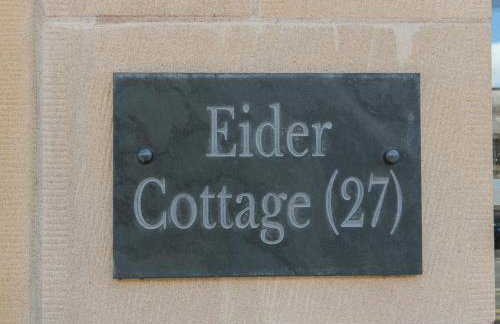 Eider
Cottage (27)